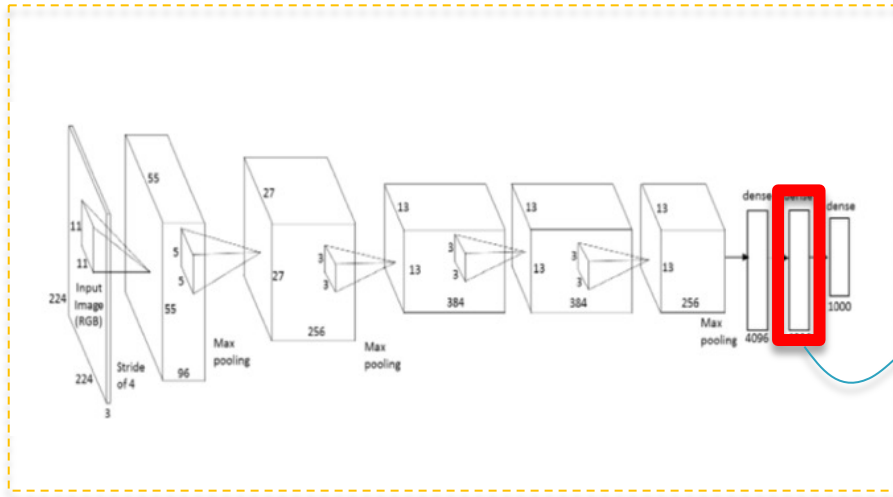 224
224
3
11
11
Input
Image
(RGB)
Stride
of 4
55
55
96
5
5
Max
pooling
27
27
256
3
3
Max
pooling
13
13
384
3
3
13
13
384
3
3
13
13
256
Max
pooling
dense
4096
dense
1000